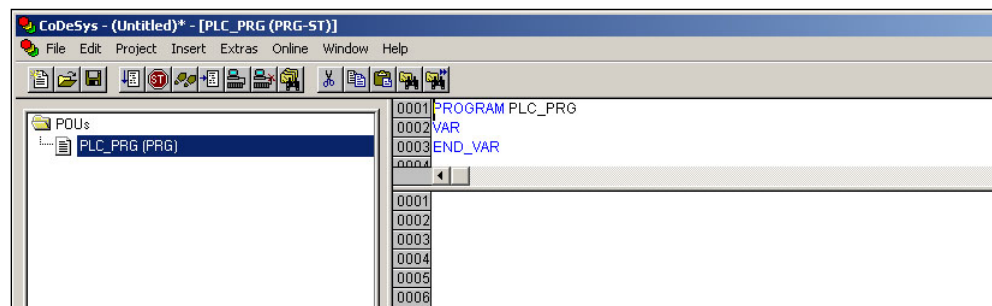 CoDeSys - (Untitled)* - [PLC_PRG (PRG-ST)]
File Edit Project Insert Extras Online Window Help
POUs
PLC_PRG (PRG)
0001 PROGRAM PLC_PRG
0002 VAR
0003 END_VAR
0004
0001
0002
0003
0004
0005
0006